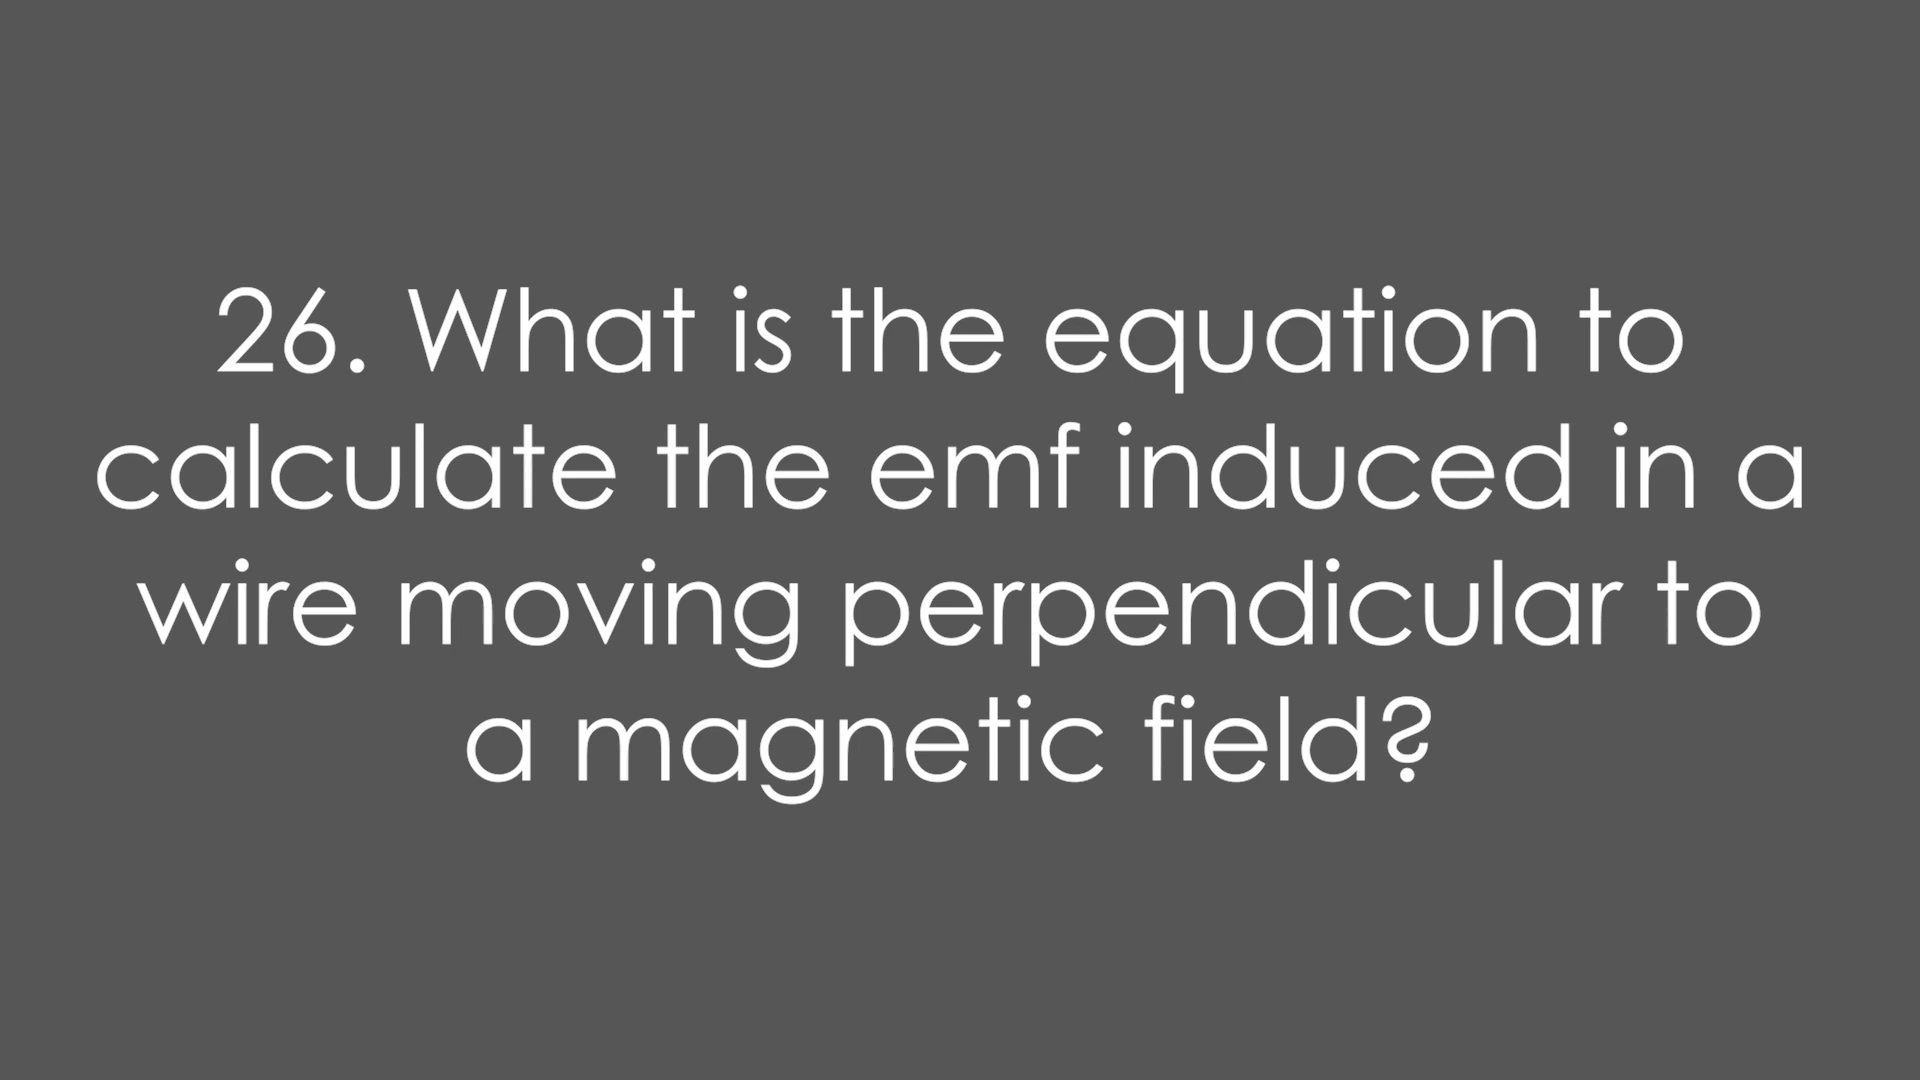 26. What is the equation to
calculate the emf induced in a
wire moving perpendicular to
a magnetic field?